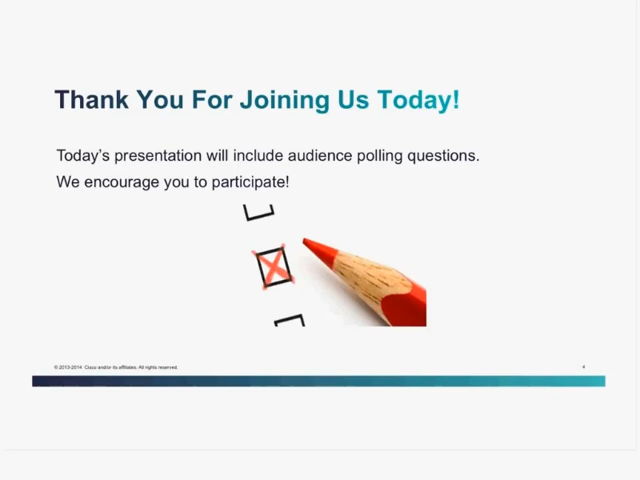 Thank You For Joining Us Today!
Today’s presentation will include audience polling questions.
We encourage you to participate!
© 2013-2014 Cisco and/or its affiliates. All rights reserved.
4